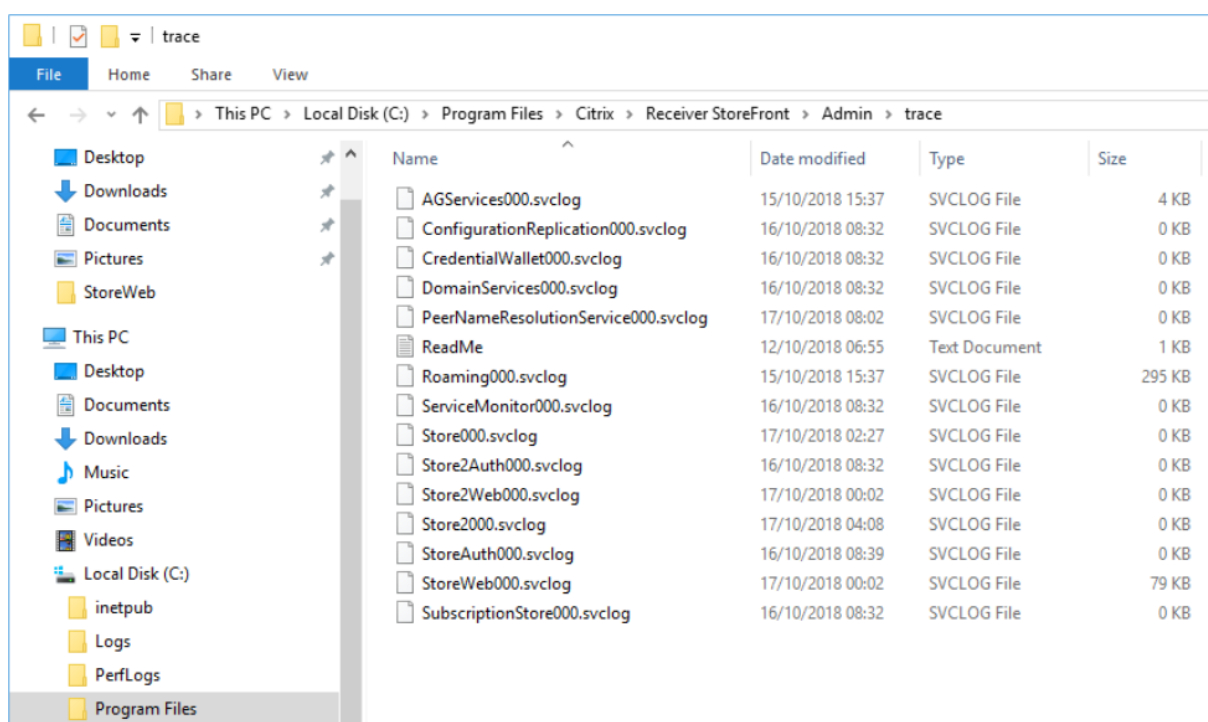 trace
File Home Share View
This PC > Local Disk (C:) > Program Files > Citrix > Receiver StoreFront > Admin > trace
Desktop
Downloads
Documents
Pictures
StoreWeb
This PC
Desktop
Documents
Downloads
Music
Pictures
Videos
Local Disk (C:)
inetpub
Logs
PerfLogs
Program Files
Name Date modified Type Size
AGServices000.svclog 15/10/2018 15:37 SVCLOG File 4 KB
ConfigurationReplication000.svclog 16/10/2018 08:32 SVCLOG File 0 KB
CredentialWallet000.svclog 16/10/2018 08:32 SVCLOG File 0 KB
DomainServices000.svclog 16/10/2018 08:32 SVCLOG File 0 KB
PeerNameResolutionService000.svclog 17/10/2018 08:02 SVCLOG File 0 KB
ReadMe 12/10/2018 06:55 Text Document 1 KB
Roaming000.svclog 15/10/2018 15:37 SVCLOG File 295 KB
ServiceMonitor000.svclog 16/10/2018 08:32 SVCLOG File 0 KB
Store000.svclog 17/10/2018 02:27 SVCLOG File 0 KB
Store2Auth000.svclog 16/10/2018 08:32 SVCLOG File 0 KB
Store2Web000.svclog 17/10/2018 00:02 SVCLOG File 0 KB
Store2000.svclog 17/10/2018 04:08 SVCLOG File 0 KB
StoreAuth000.svclog 16/10/2018 08:39 SVCLOG File 0 KB
StoreWeb000.svclog 17/10/2018 00:02 SVCLOG File 79 KB
SubscriptionStore000.svclog 16/10/2018 08:32 SVCLOG File 0 KB